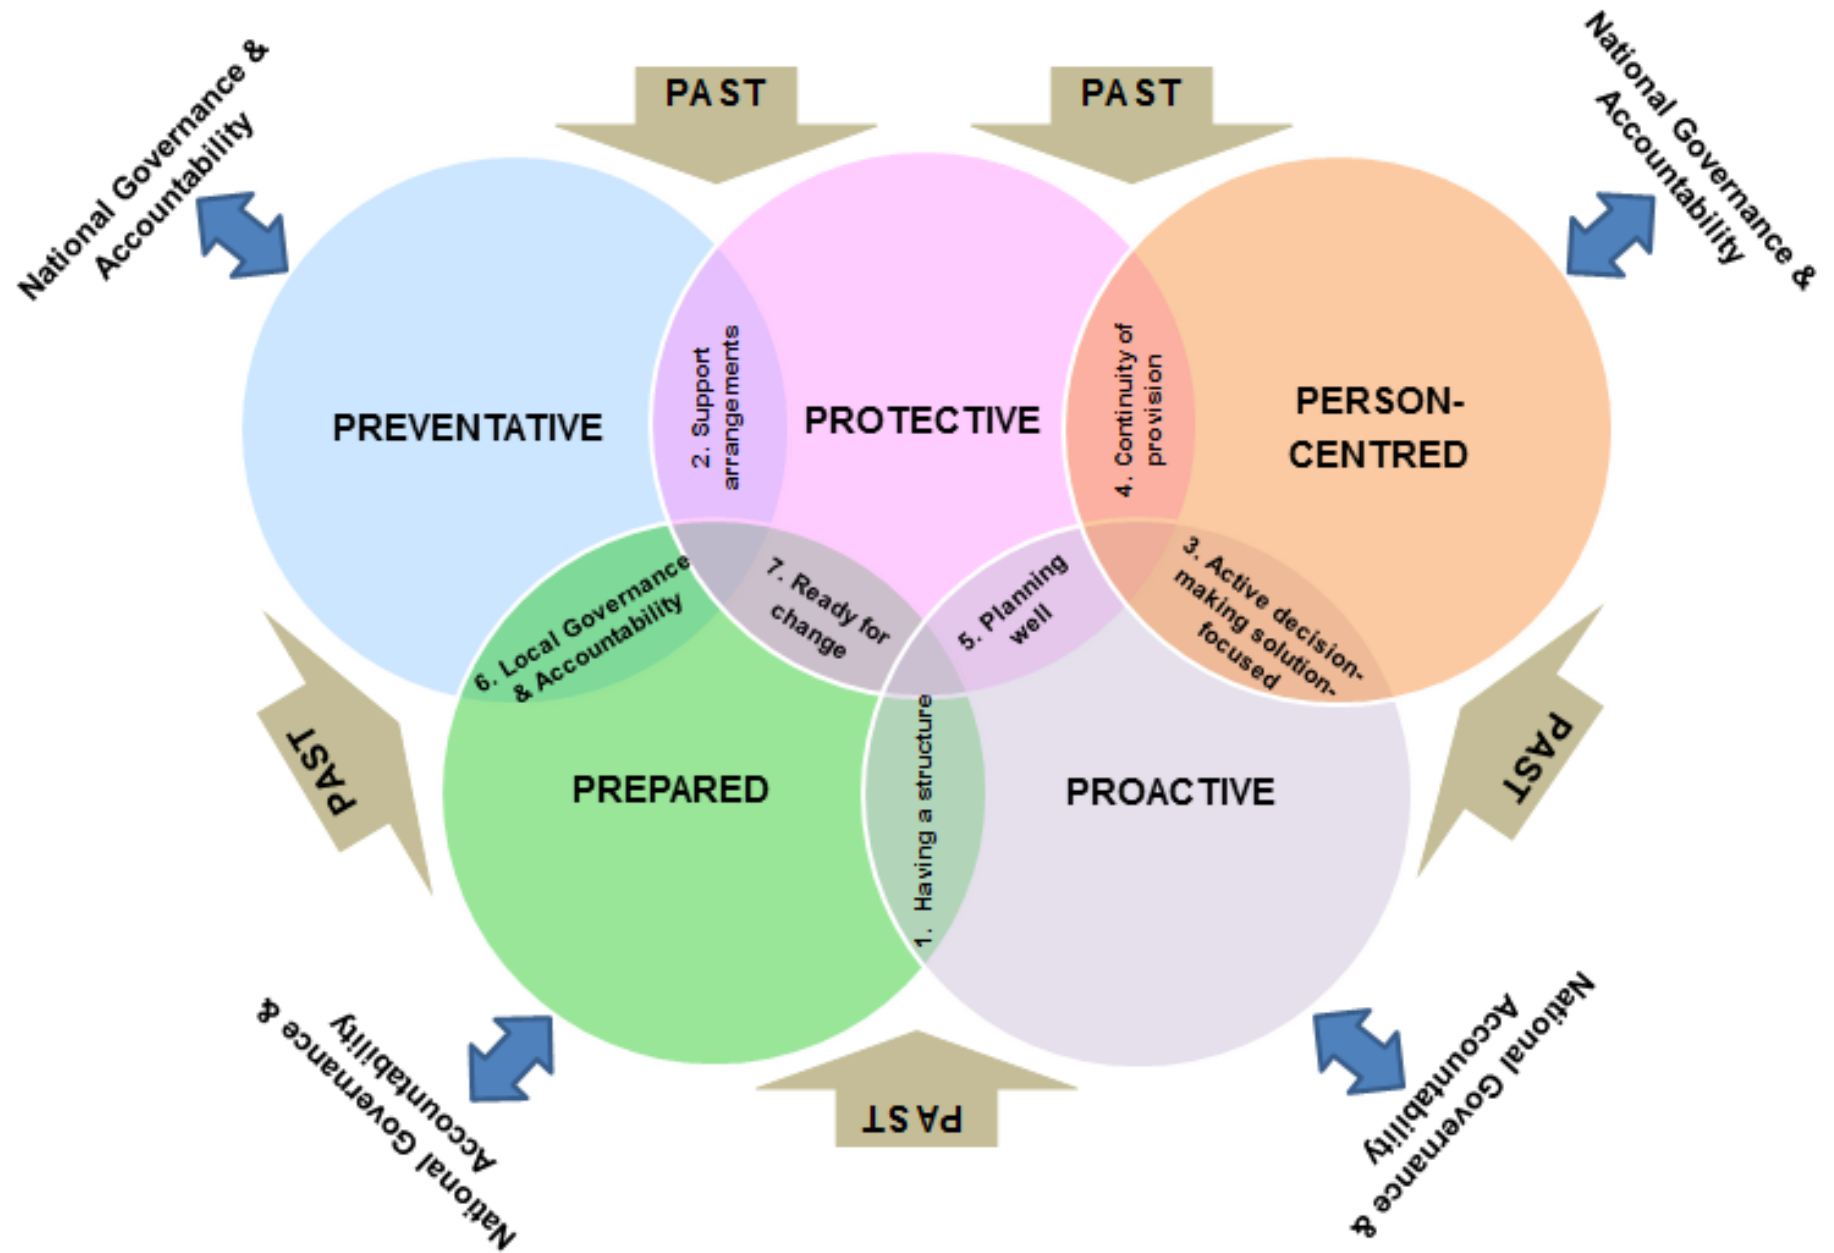 National Governance &
Accountability
PAST
PAST
National Governance &
Accountability
PREVENTATIVE
2. Support
arrangements
PROTECTIVE
4. Continuity of
provision
PERSON-
CENTRED
6. Local Governance
& Accountability
7. Ready for
change
5. Planning
well
3. Active decision-
making solution-
focused
PAST
PREPARED
1. Having a structure
PROACTIVE
PAST
National Governance &
Accountability
PAST
National Governance &
Accountability